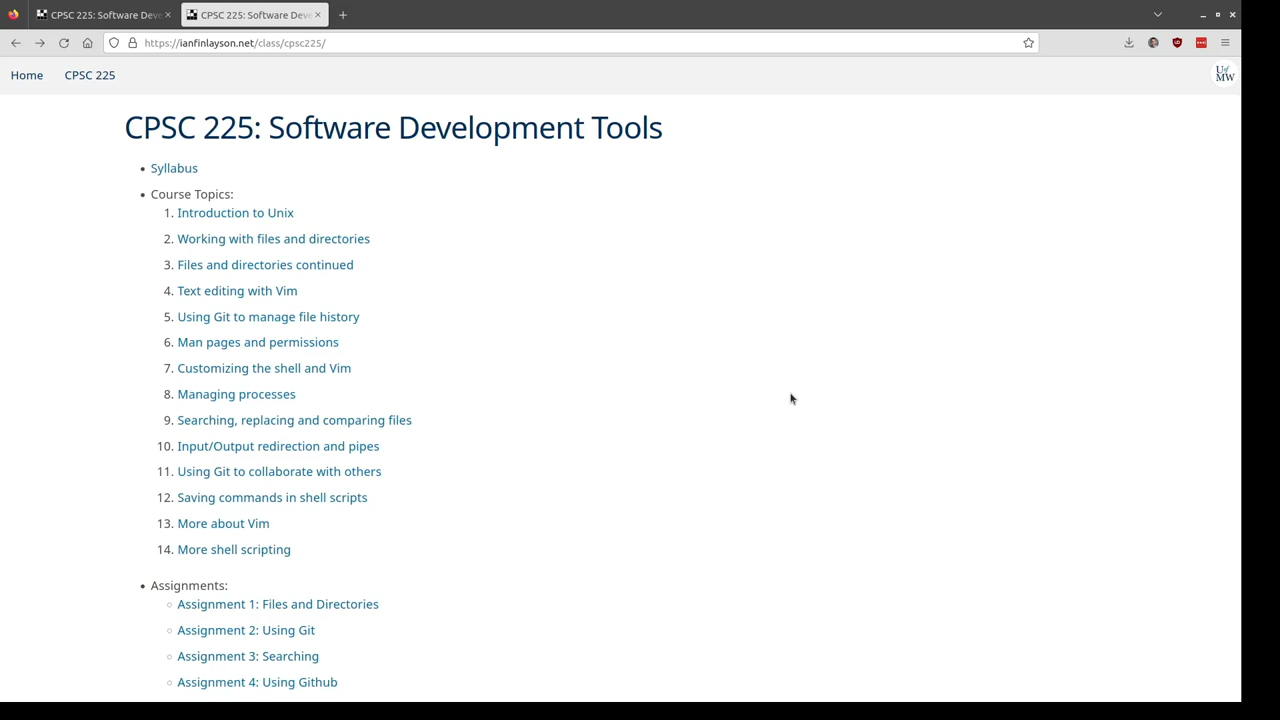 CPSC 225: Software Deve
CPSC 225: Software Deve
https://ianfinlayson.net/class/cpsc225/
Home
CPSC 225
U of MW
CPSC 225: Software Development Tools
• Syllabus
• Course Topics:
1. Introduction to Unix
2. Working with files and directories
3. Files and directories continued
4. Text editing with Vim
5. Using Git to manage file history
6. Man pages and permissions
7. Customizing the shell and Vim
8. Managing processes
9. Searching, replacing and comparing files
10. Input/Output redirection and pipes
11. Using Git to collaborate with others
12. Saving commands in shell scripts
13. More about Vim
14. More shell scripting
• Assignments:
◦ Assignment 1: Files and Directories
◦ Assignment 2: Using Git
◦ Assignment 3: Searching
◦ Assignment 4: Using Github